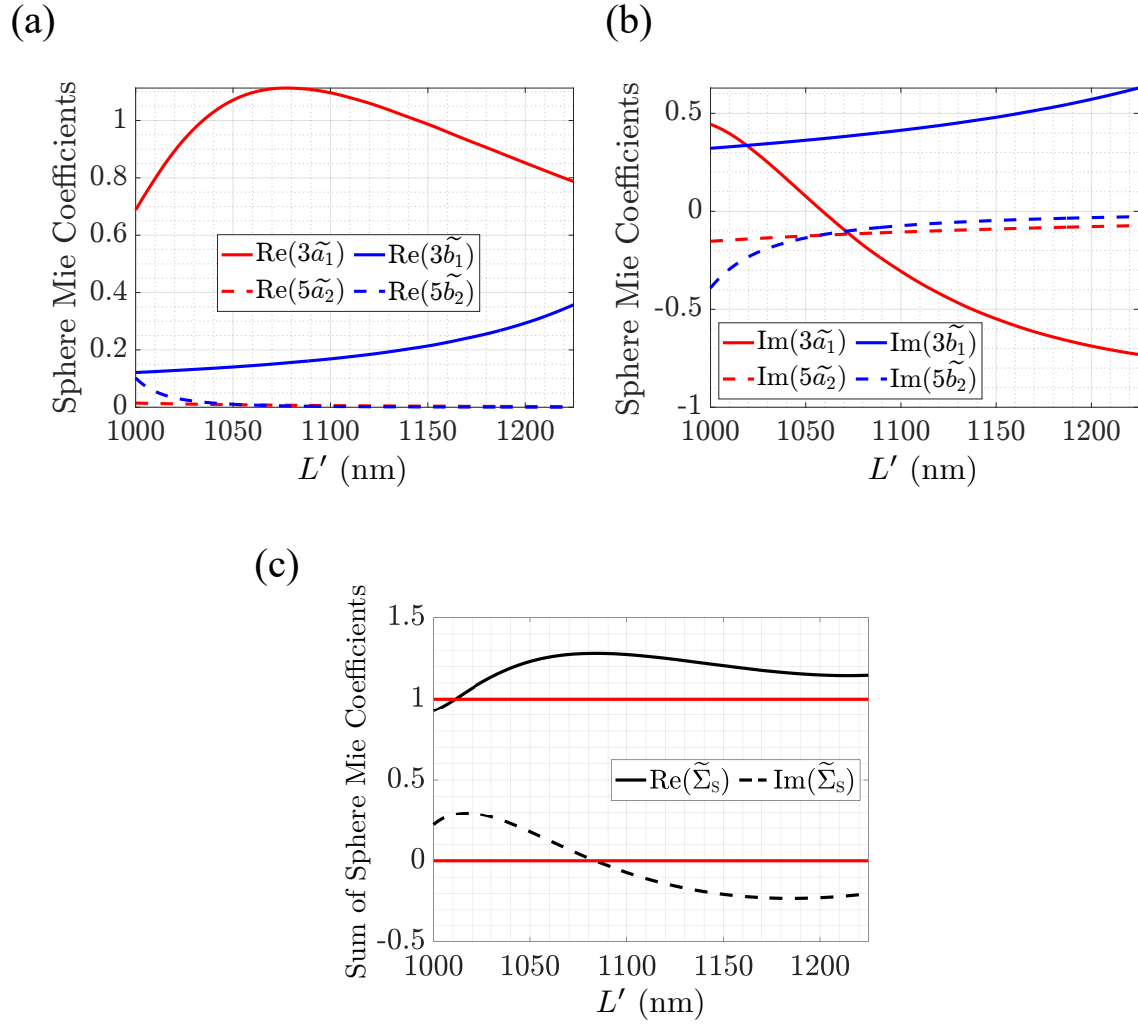 (a)
Sphere Mie Coefficients
1
0.8
0.6
0.4
0.2
0
Re(3ã₁) Re(3b̃₁)
Re(5ã₂) Re(5b̃₂)
1000 1050 1100 1150 1200
L′ (nm)
(b)
Sphere Mie Coefficients
0.5
0
-0.5
-1
Im(3ã₁) Im(3b̃₁)
Im(5ã₂) Im(5b̃₂)
1000 1050 1100 1150 1200
L′ (nm)
(c)
Sum of Sphere Mie Coefficients
1.5
1
0.5
0
-0.5
Re(Σ̃ₛ) Im(Σ̃ₛ)
1000 1050 1100 1150 1200
L′ (nm)